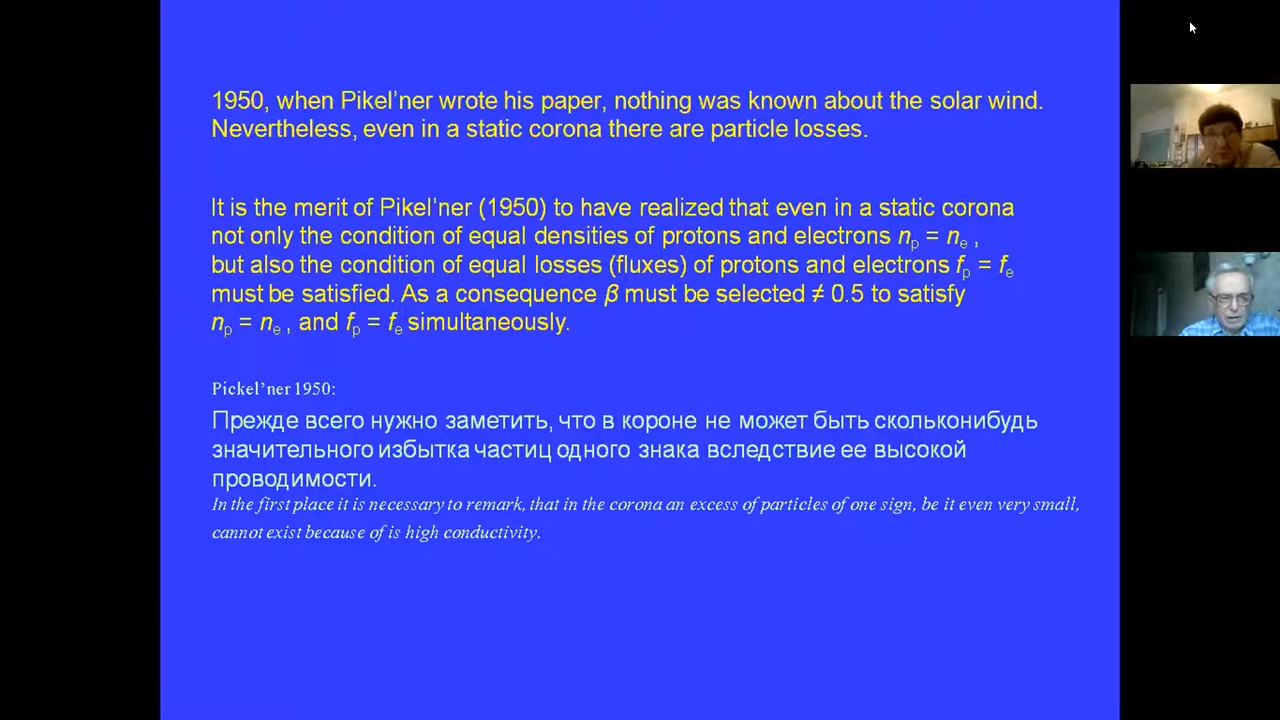 1950, when Pikel’ner wrote his paper, nothing was known about the solar wind.
Nevertheless, even in a static corona there are particle losses.
It is the merit of Pikel’ner (1950) to have realized that even in a static corona
not only the condition of equal densities of protons and electrons np = ne ,
but also the condition of equal losses (fluxes) of protons and electrons fp = fe
must be satisfied. As a consequence β must be selected ≠ 0.5 to satisfy
np = ne , and fp = fe simultaneously.
Pickel’ner 1950:
Прежде всего нужно заметить, что в короне не может быть скольконибудь
значительного избытка частиц одного знака вследствие ее высокой
проводимости.
In the first place it is necessary to remark, that in the corona an excess of particles of one sign, be it even very small,
cannot exist because of is high conductivity.